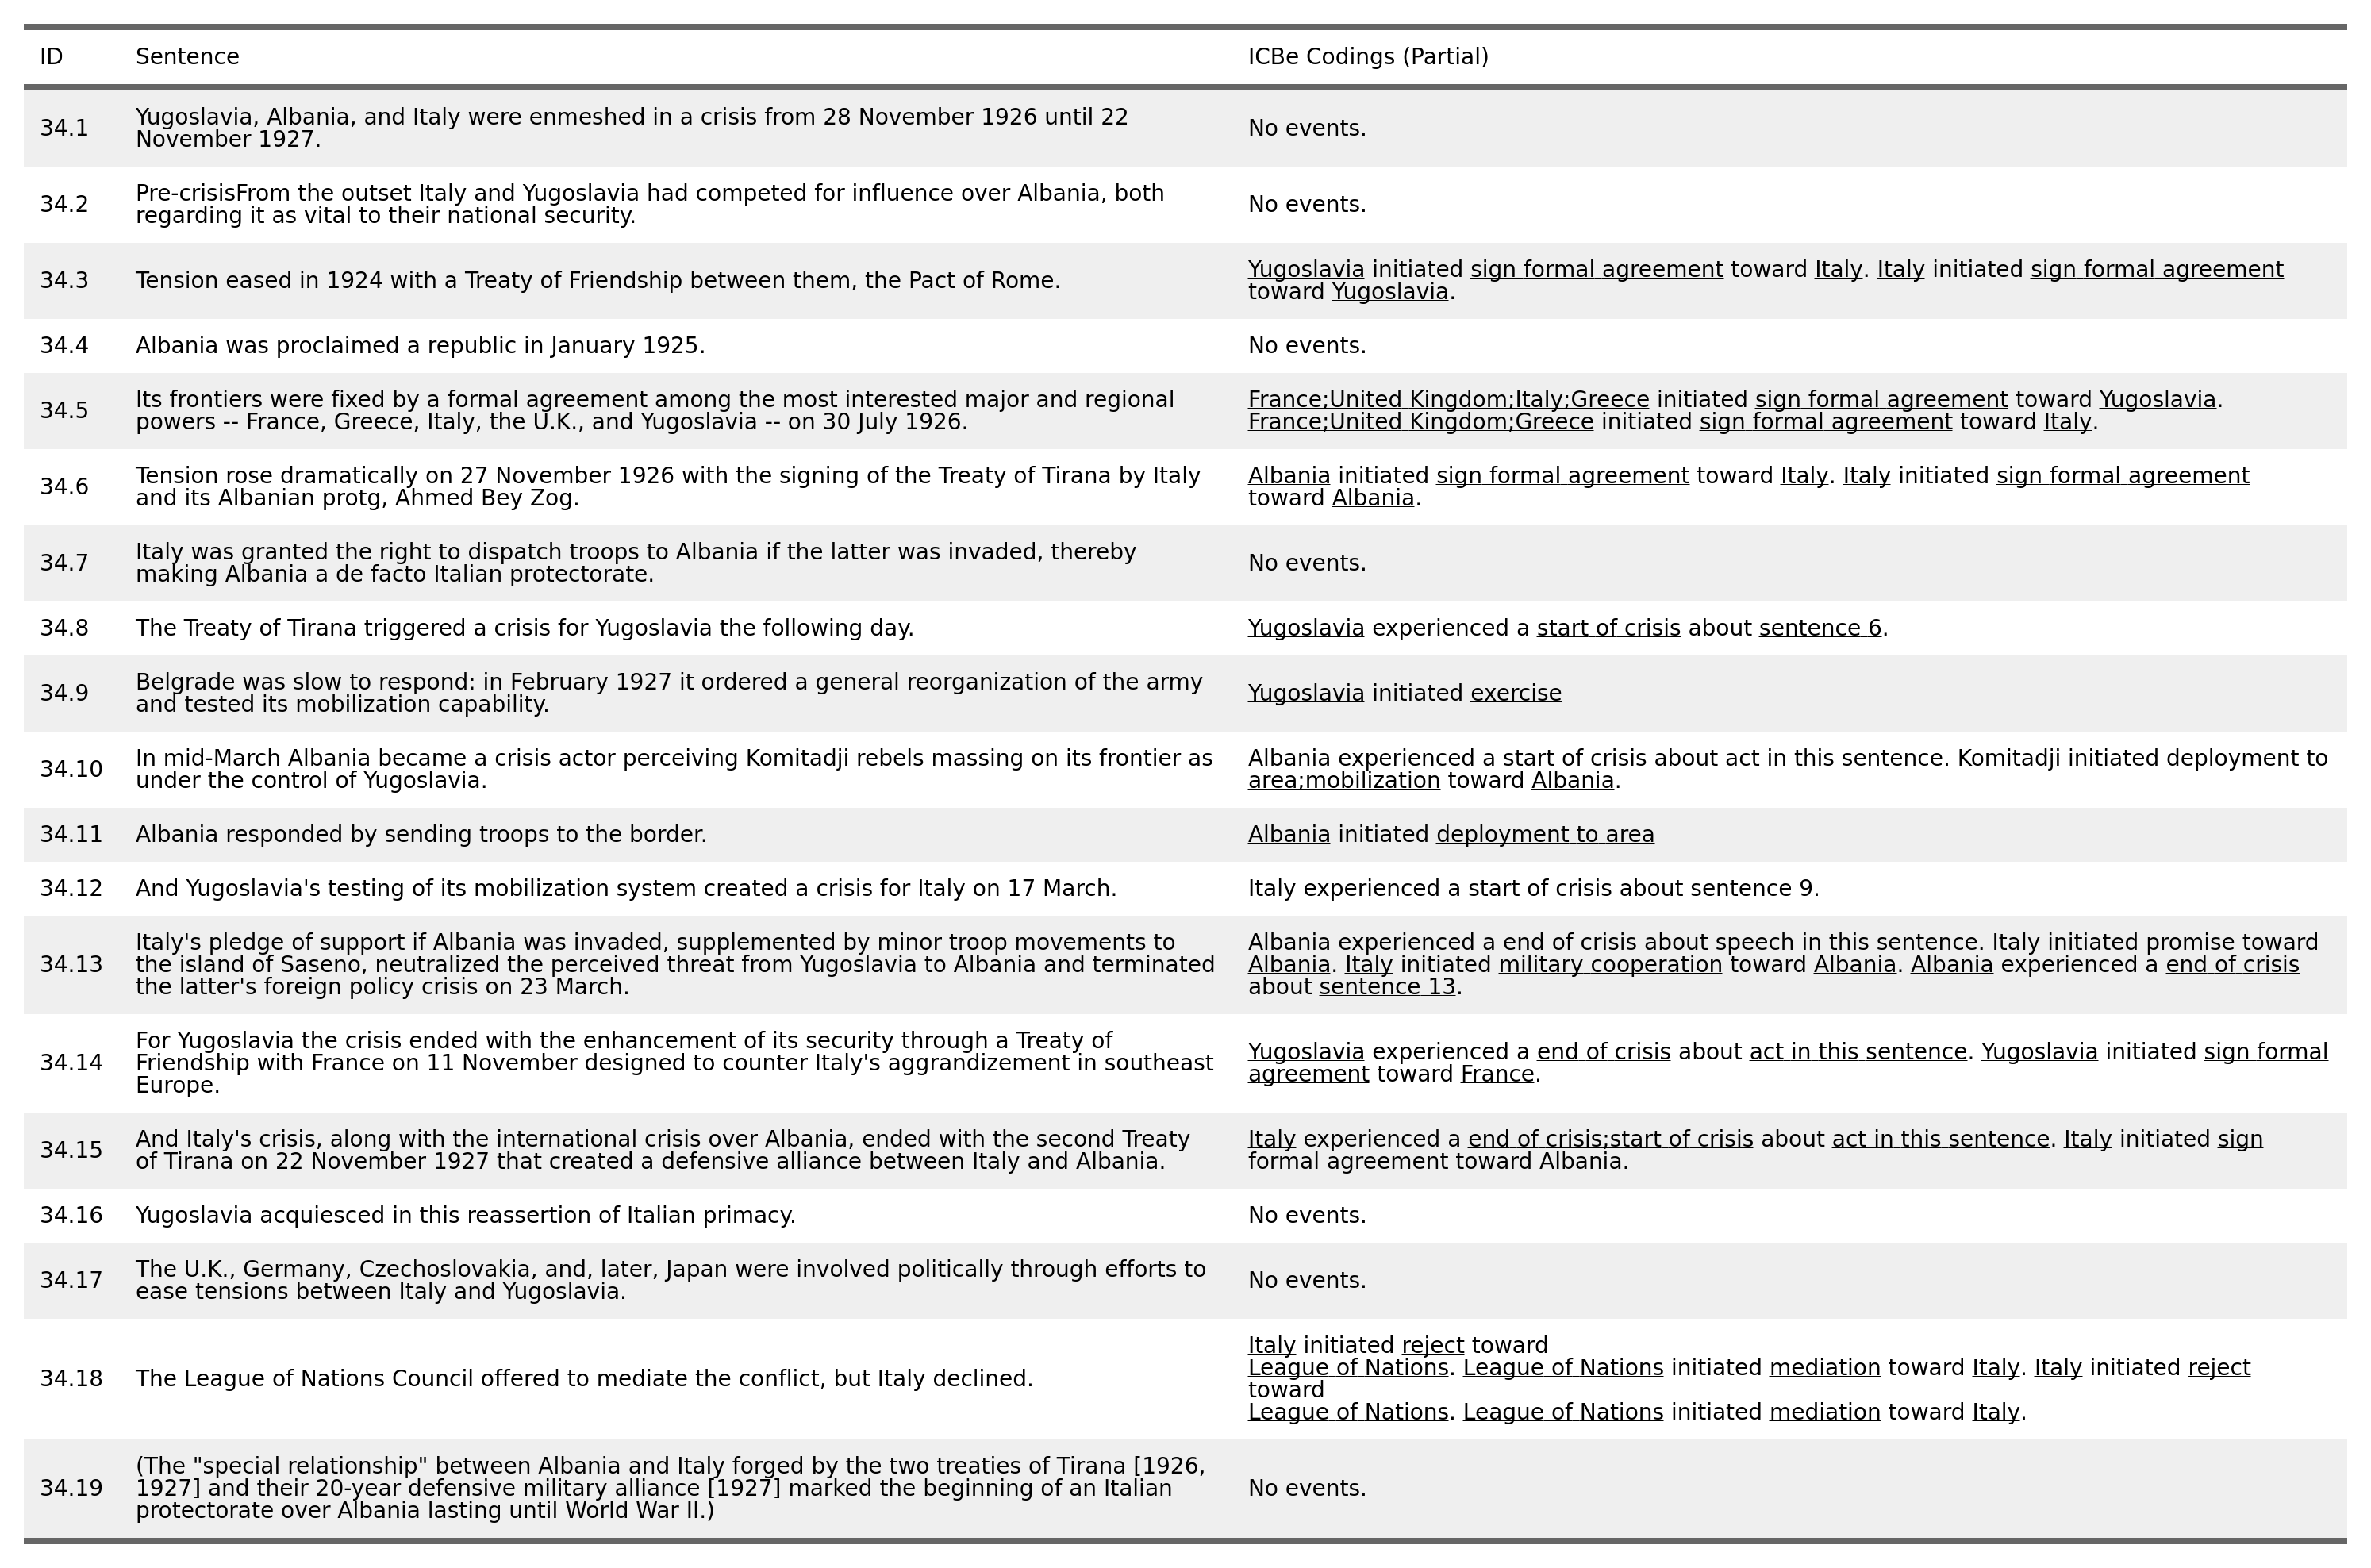 ID Sentence ICBe Codings (Partial)
34.1 Yugoslavia, Albania, and Italy were enmeshed in a crisis from 28 November 1926 until 22
November 1927.
No events.
34.2 Pre-crisisFrom the outset Italy and Yugoslavia had competed for influence over Albania, both
regarding it as vital to their national security.
No events.
34.3 Tension eased in 1924 with a Treaty of Friendship between them, the Pact of Rome.
Yugoslavia initiated sign formal agreement toward Italy. Italy initiated sign formal agreement
toward Yugoslavia.
34.4 Albania was proclaimed a republic in January 1925.
No events.
34.5 Its frontiers were fixed by a formal agreement among the most interested major and regional
powers -- France, Greece, Italy, the U.K., and Yugoslavia -- on 30 July 1926.
France;United Kingdom;Italy;Greece initiated sign formal agreement toward Yugoslavia.
France;United Kingdom;Greece initiated sign formal agreement toward Italy.
34.6 Tension rose dramatically on 27 November 1926 with the signing of the Treaty of Tirana by Italy
and its Albanian protg, Ahmed Bey Zog.
Albania initiated sign formal agreement toward Italy. Italy initiated sign formal agreement
toward Albania.
34.7 Italy was granted the right to dispatch troops to Albania if the latter was invaded, thereby
making Albania a de facto Italian protectorate.
No events.
34.8 The Treaty of Tirana triggered a crisis for Yugoslavia the following day.
Yugoslavia experienced a start of crisis about sentence 6.
34.9 Belgrade was slow to respond: in February 1927 it ordered a general reorganization of the army
and tested its mobilization capability.
Yugoslavia initiated exercise
34.10 In mid-March Albania became a crisis actor perceiving Komitadji rebels massing on its frontier as
under the control of Yugoslavia.
Albania experienced a start of crisis about act in this sentence. Komitadji initiated deployment to
area;mobilization toward Albania.
34.11 Albania responded by sending troops to the border.
Albania initiated deployment to area
34.12 And Yugoslavia's testing of its mobilization system created a crisis for Italy on 17 March.
Italy experienced a start of crisis about sentence 9.
34.13 Italy's pledge of support if Albania was invaded, supplemented by minor troop movements to
the island of Saseno, neutralized the perceived threat from Yugoslavia to Albania and terminated
the latter's foreign policy crisis on 23 March.
Albania experienced a end of crisis about speech in this sentence. Italy initiated promise toward
Albania. Italy initiated military cooperation toward Albania. Albania experienced a end of crisis
about sentence 13.
34.14 For Yugoslavia the crisis ended with the enhancement of its security through a Treaty of
Friendship with France on 11 November designed to counter Italy's aggrandizement in southeast
Europe.
Yugoslavia experienced a end of crisis about act in this sentence. Yugoslavia initiated sign formal
agreement toward France.
34.15 And Italy's crisis, along with the international crisis over Albania, ended with the second Treaty
of Tirana on 22 November 1927 that created a defensive alliance between Italy and Albania.
Italy experienced a end of crisis;start of crisis about act in this sentence. Italy initiated sign
formal agreement toward Albania.
34.16 Yugoslavia acquiesced in this reassertion of Italian primacy.
No events.
34.17 The U.K., Germany, Czechoslovakia, and, later, Japan were involved politically through efforts to
ease tensions between Italy and Yugoslavia.
No events.
34.18 The League of Nations Council offered to mediate the conflict, but Italy declined.
Italy initiated reject toward
League of Nations. League of Nations initiated mediation toward Italy. Italy initiated reject
toward
League of Nations. League of Nations initiated mediation toward Italy.
34.19 (The "special relationship" between Albania and Italy forged by the two treaties of Tirana [1926,
1927] and their 20-year defensive military alliance [1927] marked the beginning of an Italian
protectorate over Albania lasting until World War II.)
No events.